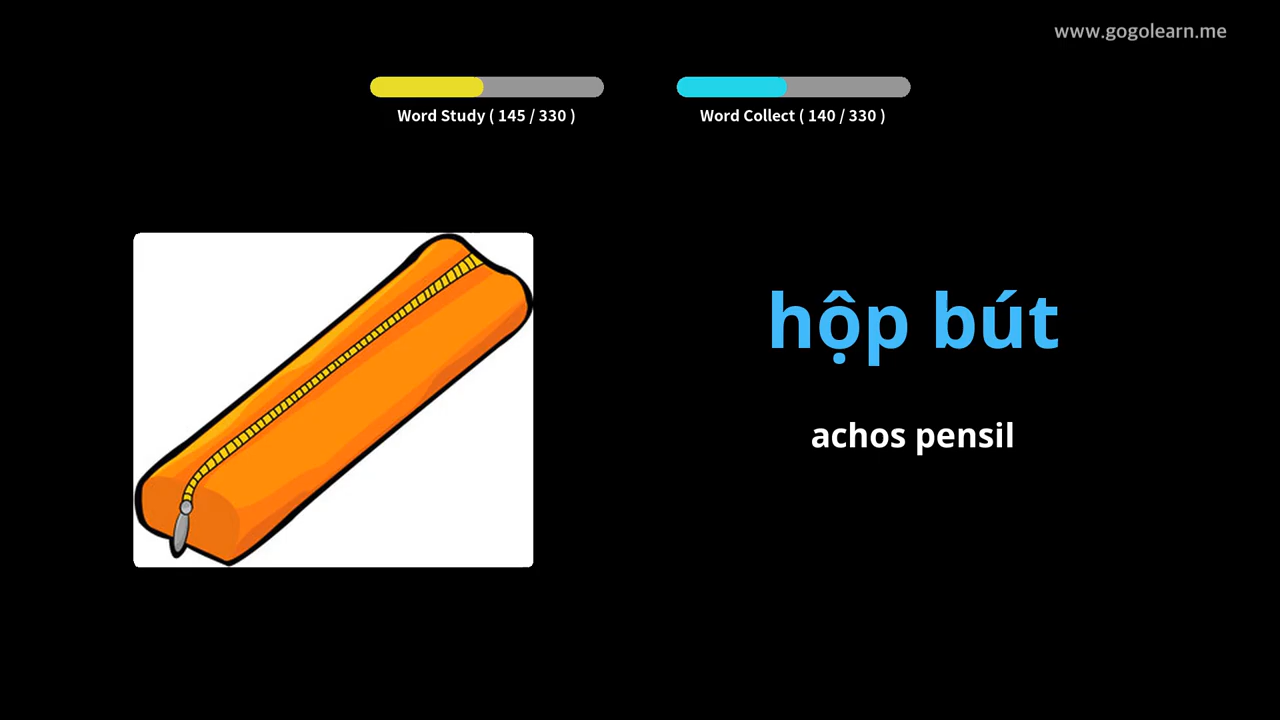 www.gogolearn.me
Word Study ( 145 / 330 )
Word Collect ( 140 / 330 )
hộp bút
achos pensil